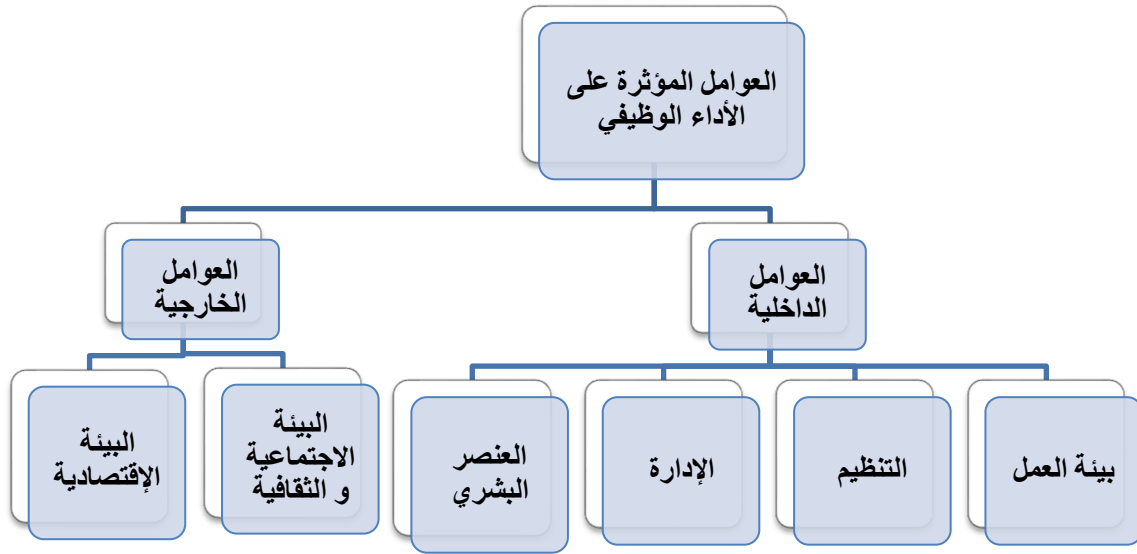 العوامل المؤثرة على
الأداء الوظيفي
العوامل
الداخلية
العوامل
الخارجية
بيئة العمل
التنظيم
الإدارة
العنصر
البشري
البيئة
الاجتماعية
و الثقافية
البيئة
الإقتصادية